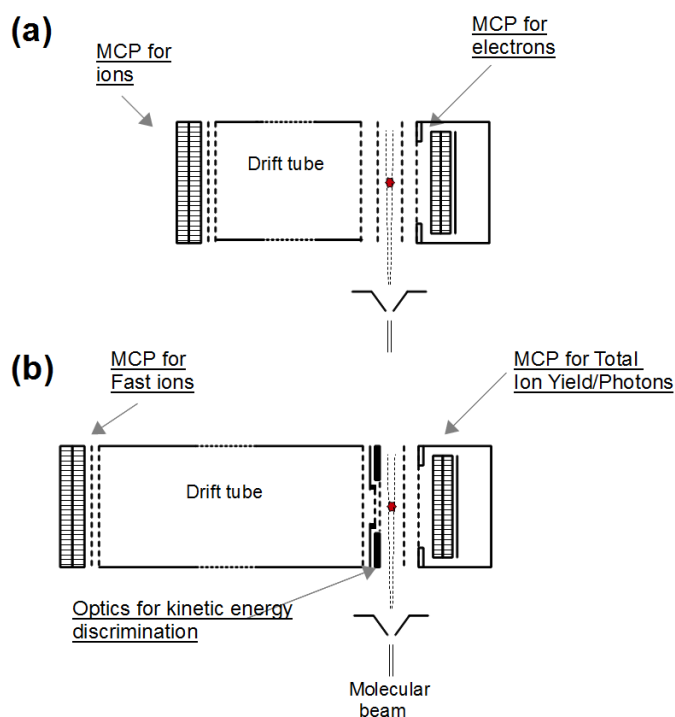 (a)
MCP for
ions
MCP for
electrons
Drift tube
(b)
MCP for
Fast ions
MCP for Total
Ion Yield/Photons
Drift tube
Optics for kinetic energy
discrimination
Molecular
beam